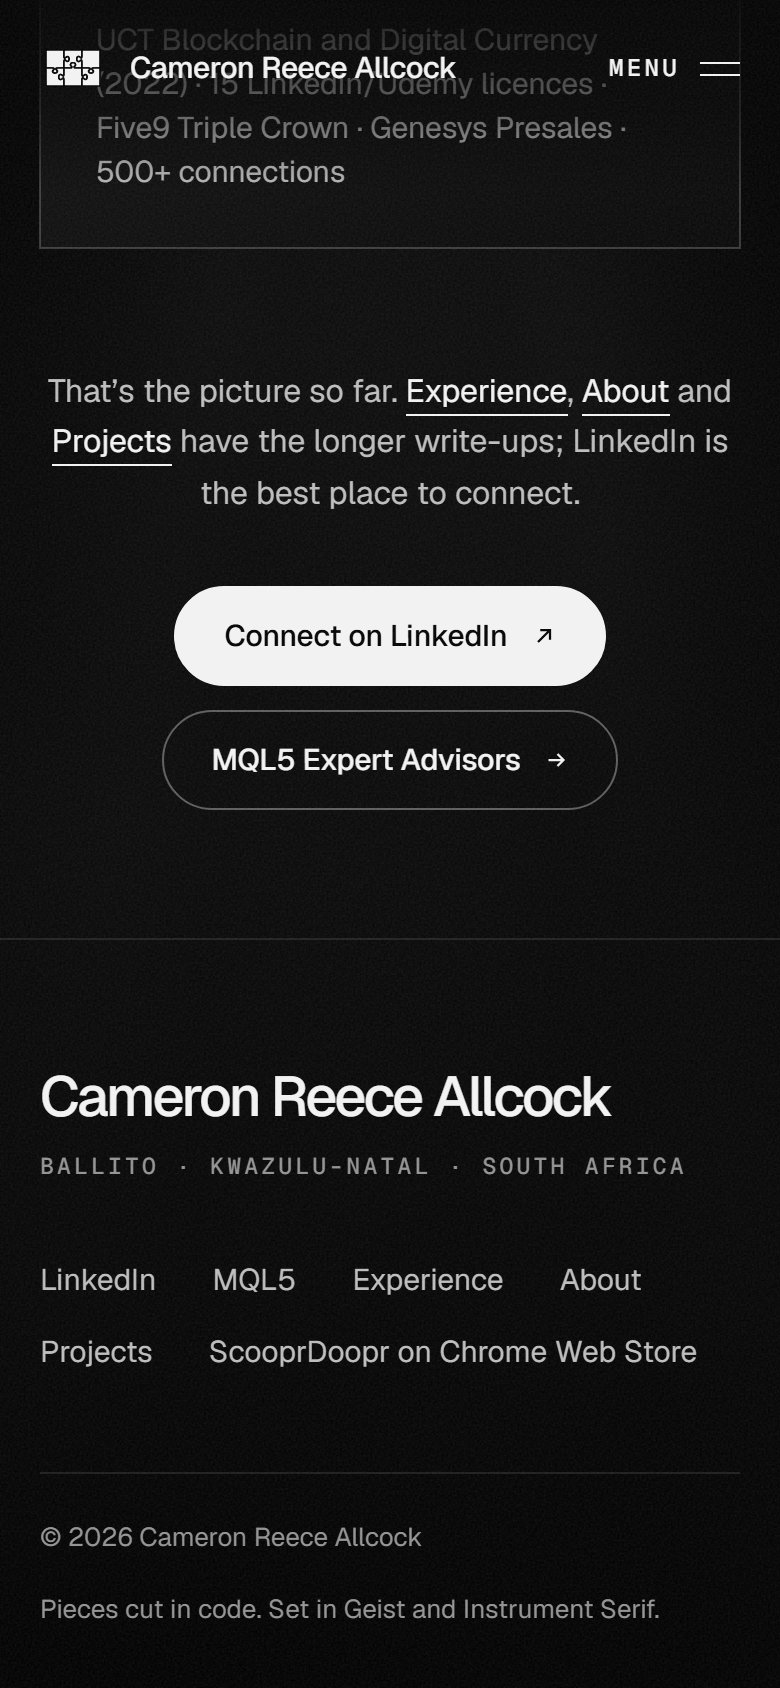 UCT Blockchain and Digital Currency
Cameron Reece Allcock
MENU
(2022) · 15 LinkedIn/Udemy licences ·
Five9 Triple Crown · Genesys Presales ·
500+ connections
That’s the picture so far. Experience, About and
Projects have the longer write-ups; LinkedIn is
the best place to connect.
Connect on LinkedIn ↗
MQL5 Expert Advisors →
Cameron Reece Allcock
BALLITO · KWAZULU-NATAL · SOUTH AFRICA
LinkedIn MQL5 Experience About
Projects ScooprDoopr on Chrome Web Store
© 2026 Cameron Reece Allcock
Pieces cut in code. Set in Geist and Instrument Serif.